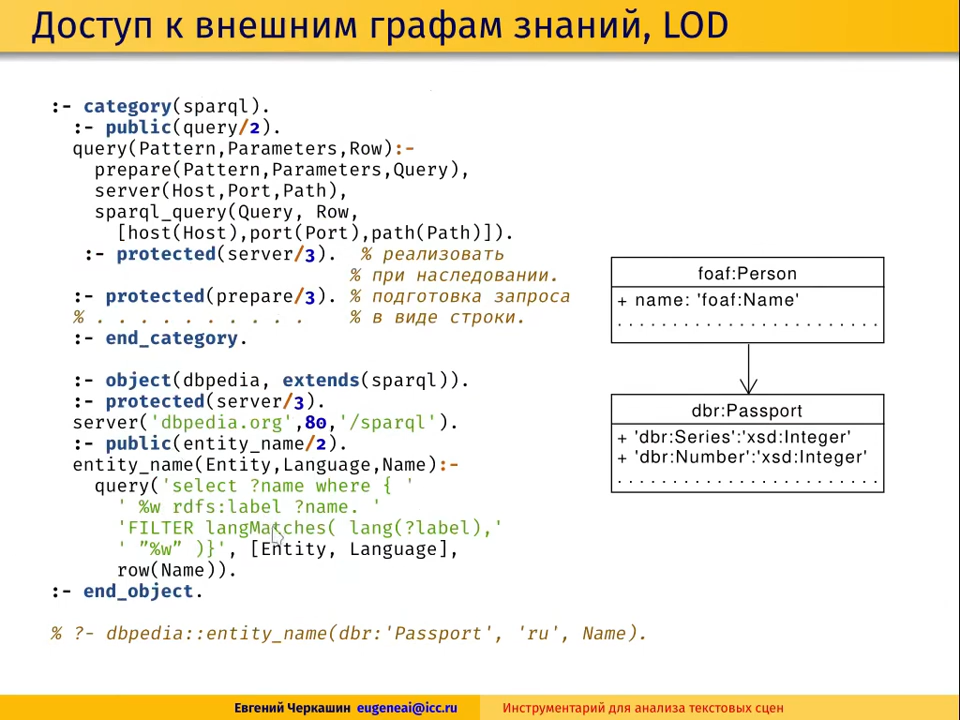 Доступ к внешним графам знаний, LOD
:- category(sparql).
:- public(query/2).
query(Pattern,Parameters,Row):-
prepare(Pattern,Parameters,Query),
server(Host,Port,Path),
sparql_query(Query, Row,
[host(Host),port(Port),path(Path)]).
:- protected(server/3). % реализовать
% при наследовании.
:- protected(prepare/3). % подготовка запроса
% . . . . . . . . . . % в виде строки.
:- end_category.
:- object(dbpedia, extends(sparql)).
:- protected(server/3).
server('dbpedia.org',80,'/sparql').
:- public(entity_name/2).
entity_name(Entity,Language,Name):-
query('select ?name where { '
' %w rdfs:label ?name. '
'FILTER langMatches( lang(?label),'
' ”%w” )}', [Entity, Language],
row(Name)).
:- end_object.
% ?- dbpedia::entity_name(dbr:'Passport', 'ru', Name).
foaf:Person
+ name: 'foaf:Name'
. . . . . . . . . . . . . . . . . . . . . . . .
dbr:Passport
+ 'dbr:Series':'xsd:Integer'
+ 'dbr:Number':'xsd:Integer'
. . . . . . . . . . . . . . . . . . . . . . . .
Евгений Черкашин eugeneai@icc.ru Инструментарий для анализа текстовых сцен